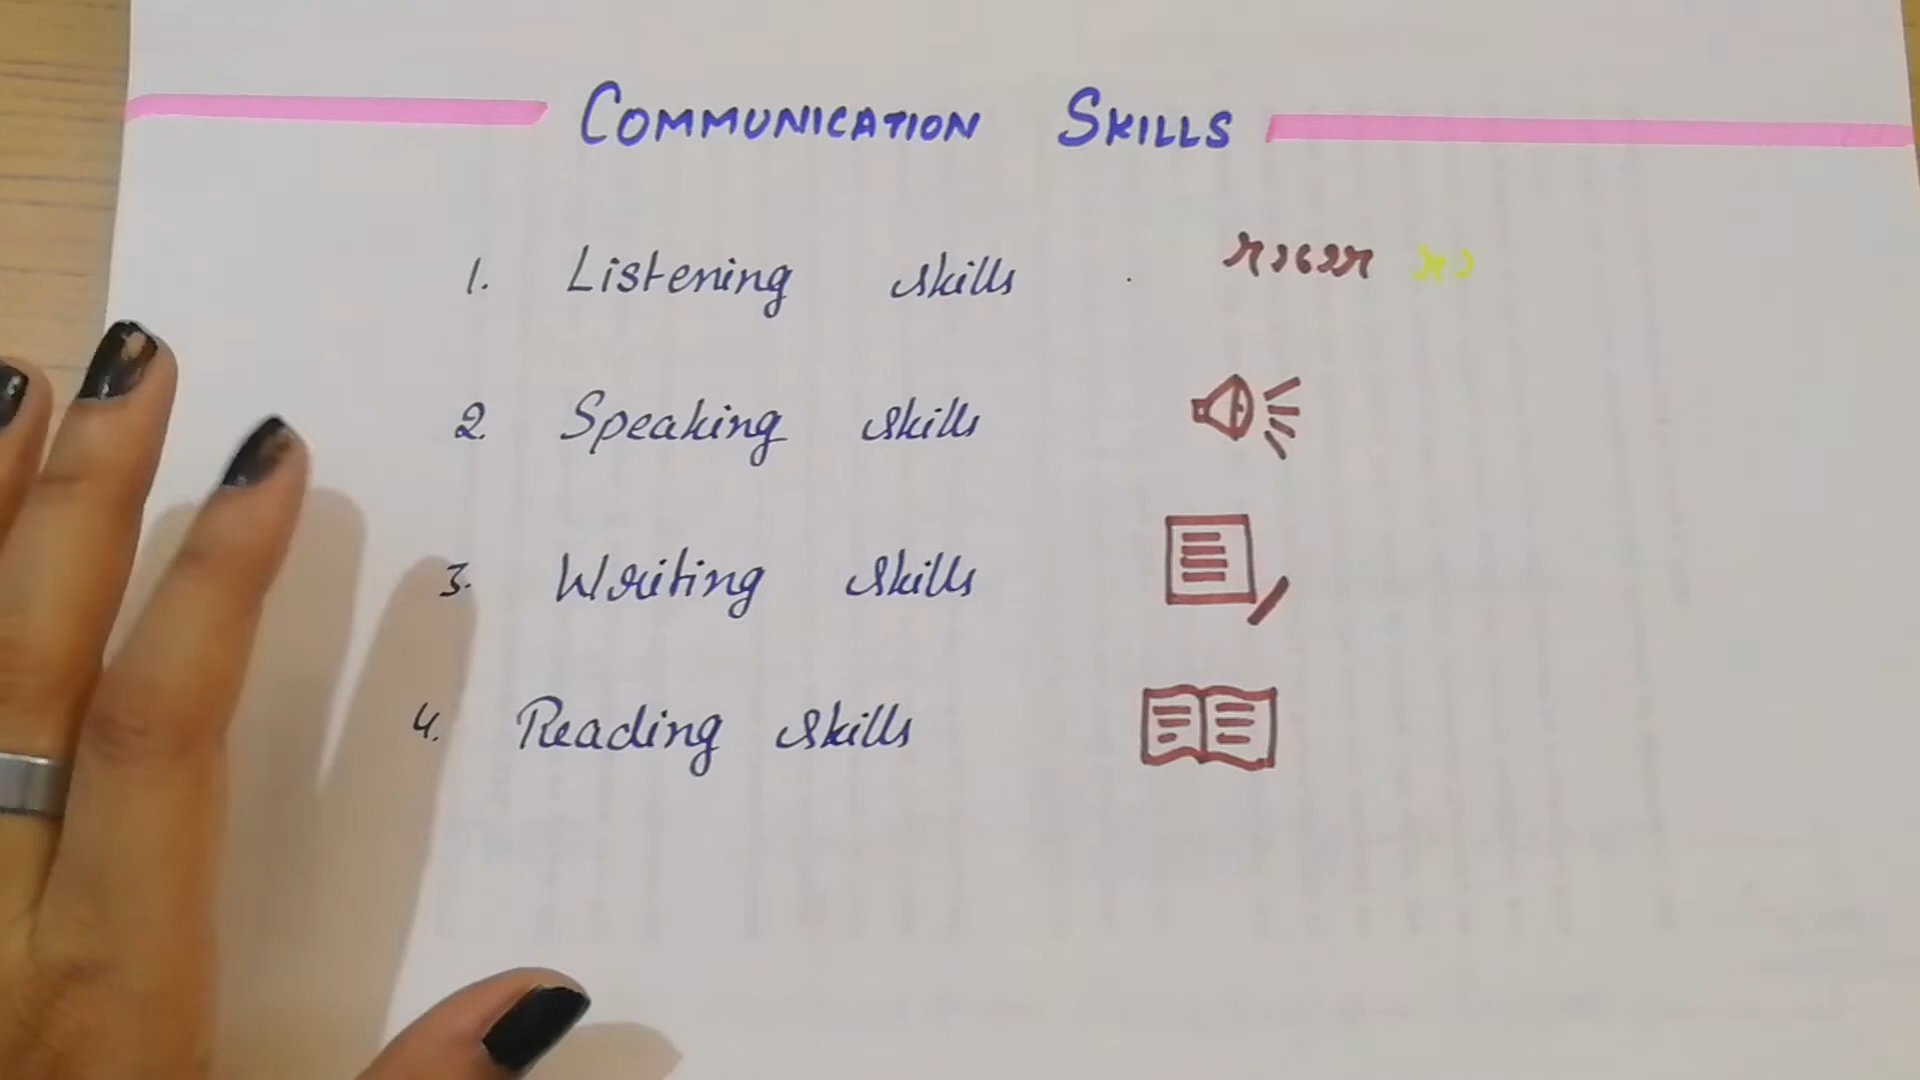 COMMUNICATION SKILLS
1. Listening skills
2. Speaking skills
3. Writing skills
4. Reading skills